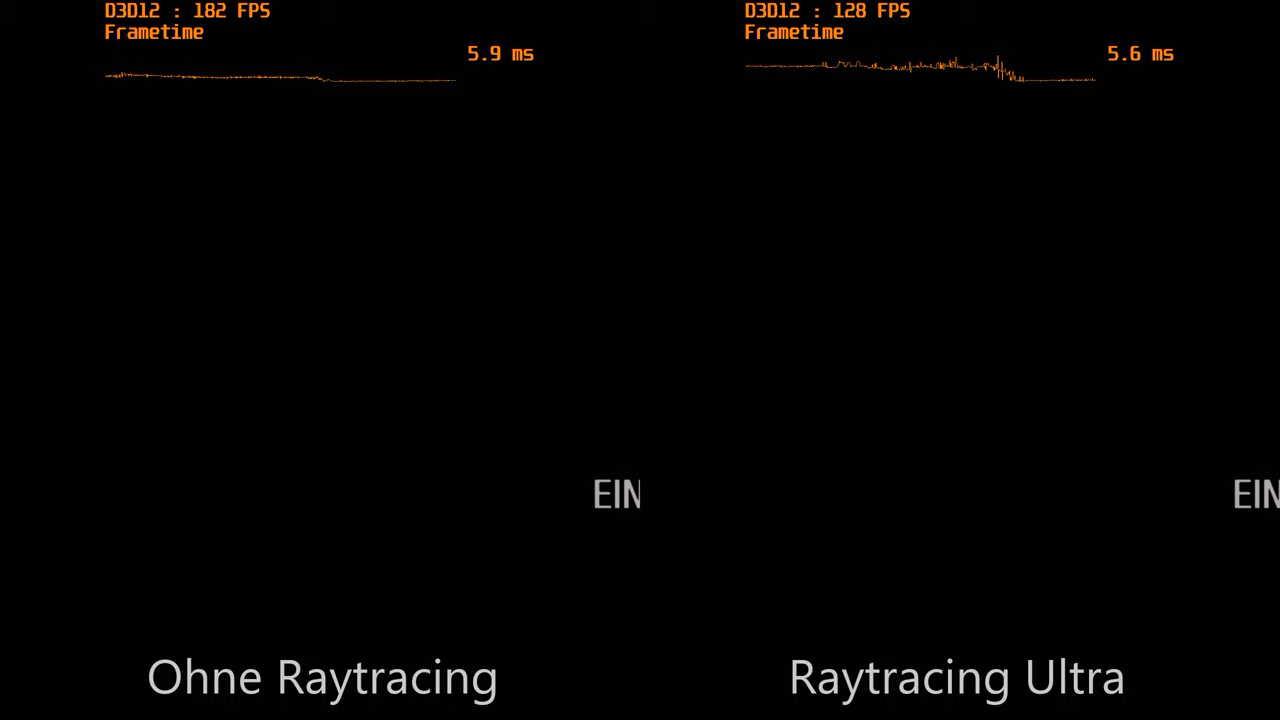 D3D12 : 182 FPS
Frametime
5.9 ms
D3D12 : 128 FPS
Frametime
5.6 ms
EIN
EIN
Ohne Raytracing
Raytracing Ultra